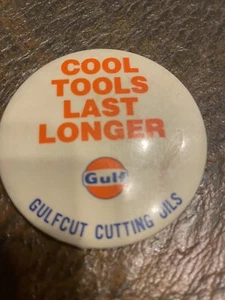 COOL
TOOLS
LAST
LONGER
Gulf
GULFCUT CUTTING OILS